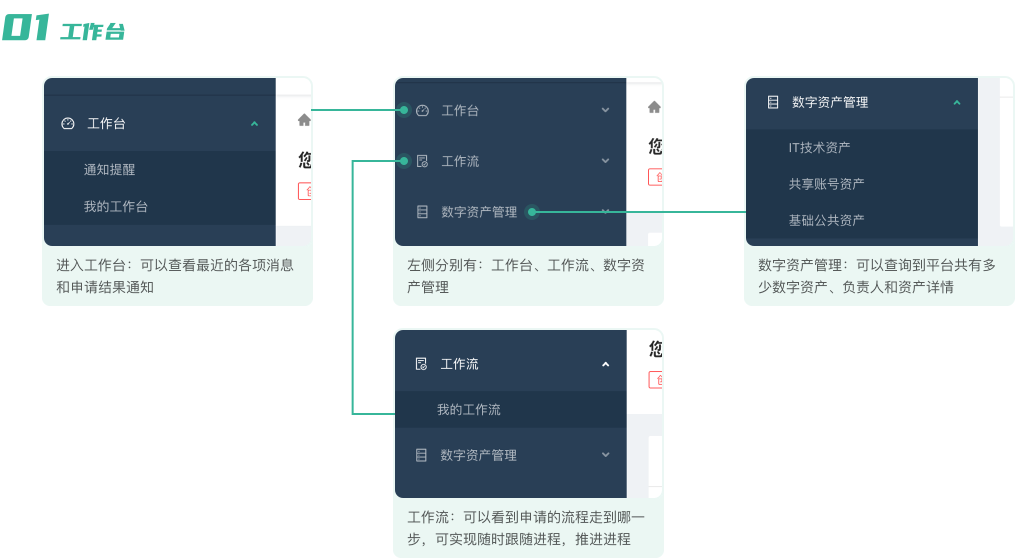 01 工作台
工作台
通知提醒
我的工作台
您
进入工作台：可以查看最近的各项消息
和申请结果通知
工作台
工作流
数字资产管理
您
左侧分别有：工作台、工作流、数字资
产管理
数字资产管理
IT技术资产
共享账号资产
基础公共资产
数字资产管理：可以查询到平台共有多
少数字资产、负责人和资产详情
工作流
我的工作流
数字资产管理
您
工作流：可以看到申请的流程走到哪一
步，可实现随时跟随进程，推进进程